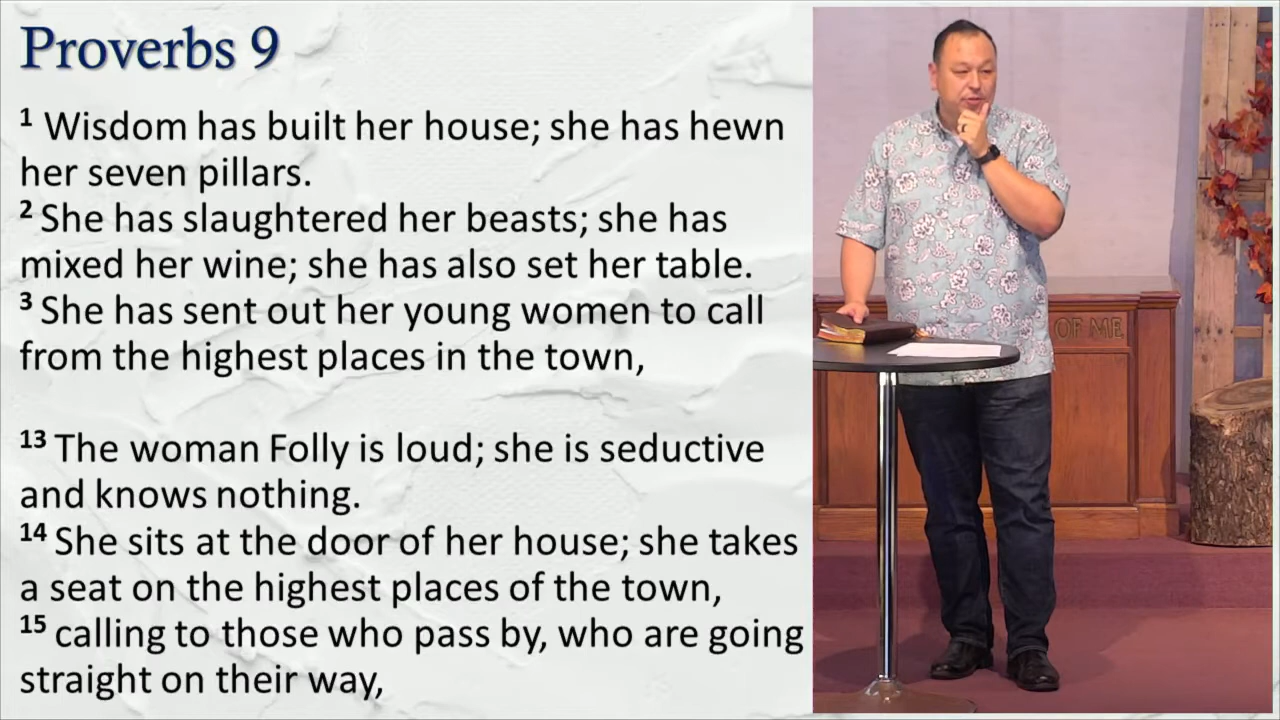 Proverbs 9
1 Wisdom has built her house; she has hewn
her seven pillars.
2 She has slaughtered her beasts; she has
mixed her wine; she has also set her table.
3 She has sent out her young women to call
from the highest places in the town,
13 The woman Folly is loud; she is seductive
and knows nothing.
14 She sits at the door of her house; she takes
a seat on the highest places of the town,
15 calling to those who pass by, who are going
straight on their way,
OF ME